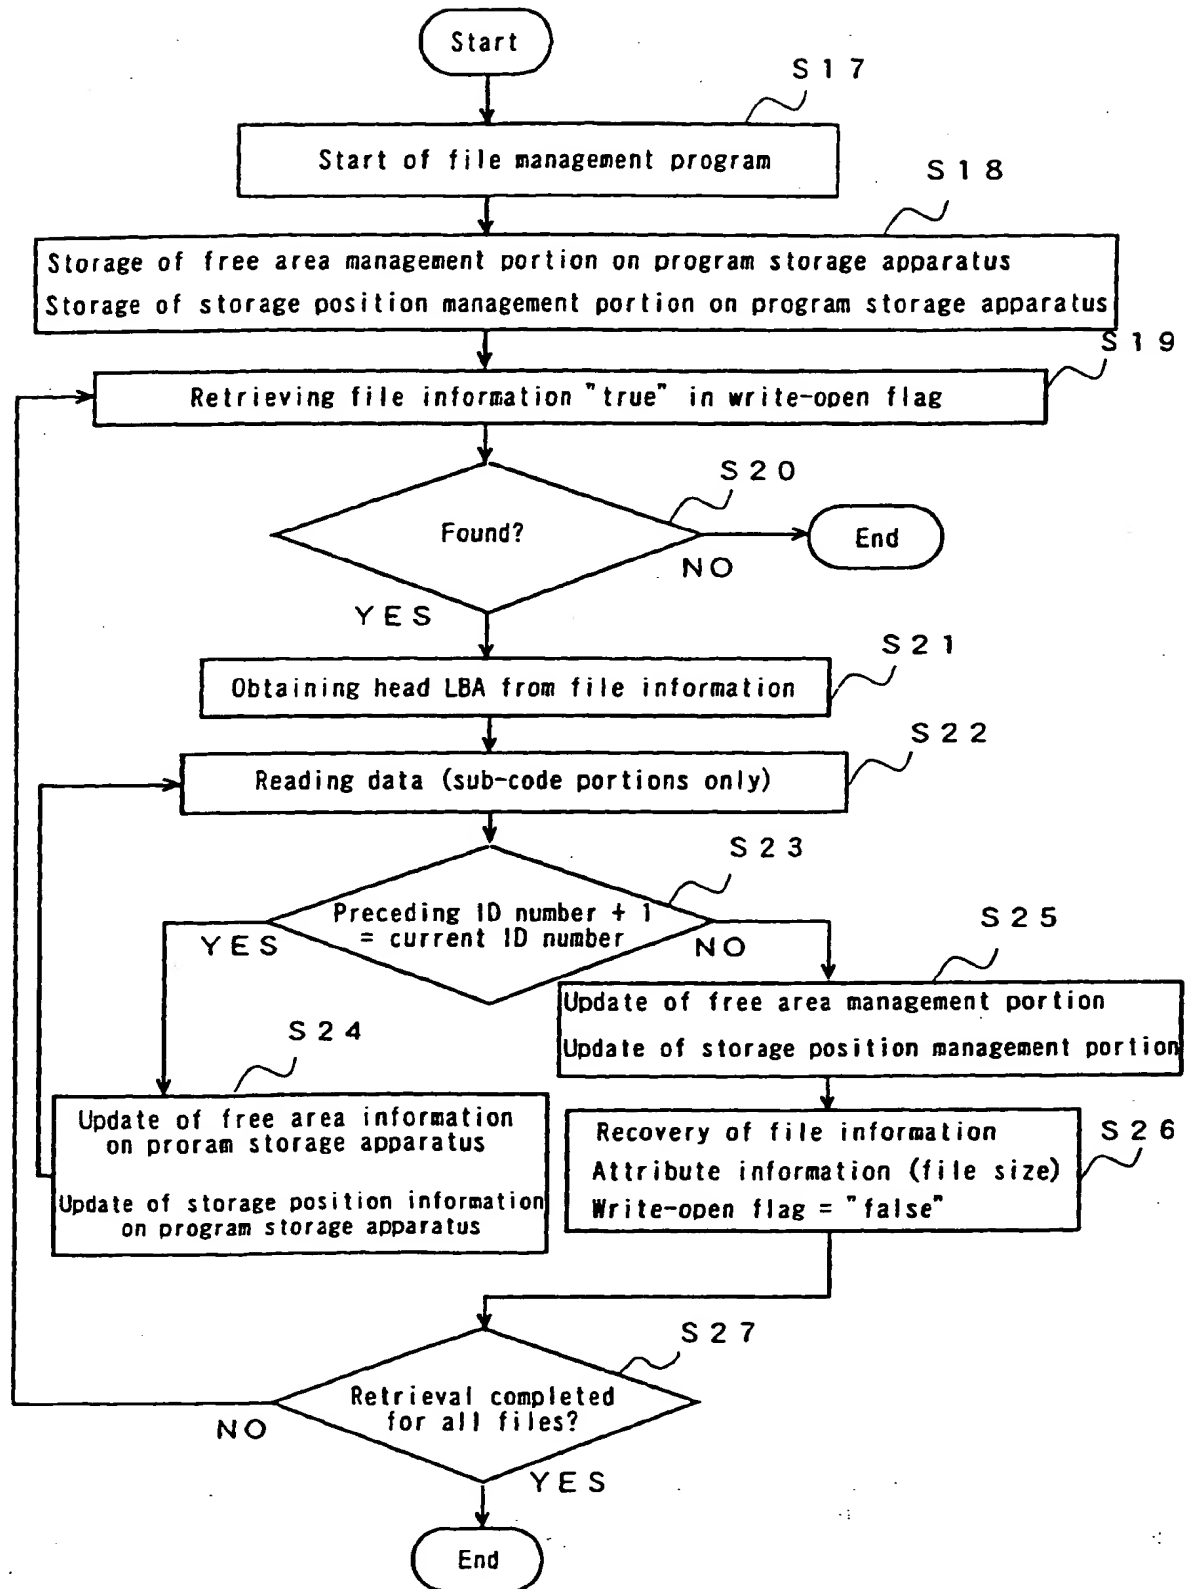 Start
S17
Start of file management program
S18
Storage of free area management portion on program storage apparatus
Storage of storage position management portion on program storage apparatus
S19
Retrieving file information "true" in write-open flag
S20
Found?
End
NO
YES
S21
Obtaining head LBA from file information
S22
Reading data (sub-code portions only)
S23
Preceding ID number + 1
= current ID number
YES
NO
S25
Update of free area management portion
Update of storage position management portion
S24
Update of free area information
on proram storage apparatus
Update of storage position information
on program storage apparatus
S26
Recovery of file information
Attribute information (file size)
Write-open flag = "false"
S27
Retrieval completed
for all files?
NO
YES
End